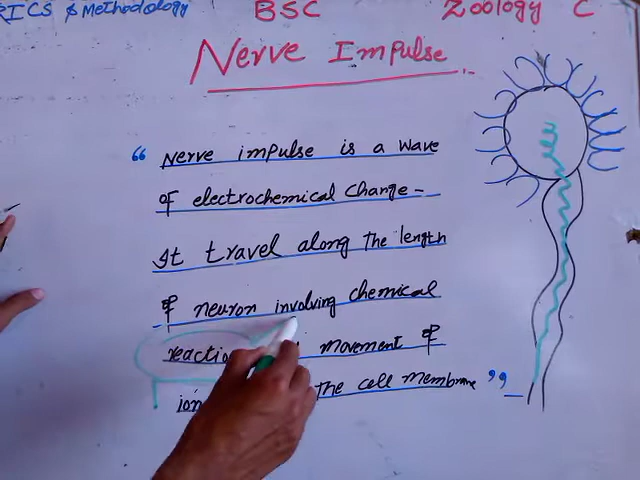 RICS & Methodology BSC Zoology C
Nerve Impulse
“ Nerve impulse is a wave
of electrochemical change -
It travel along The length
of neuron involving chemical
movement of
The cell membrane ”